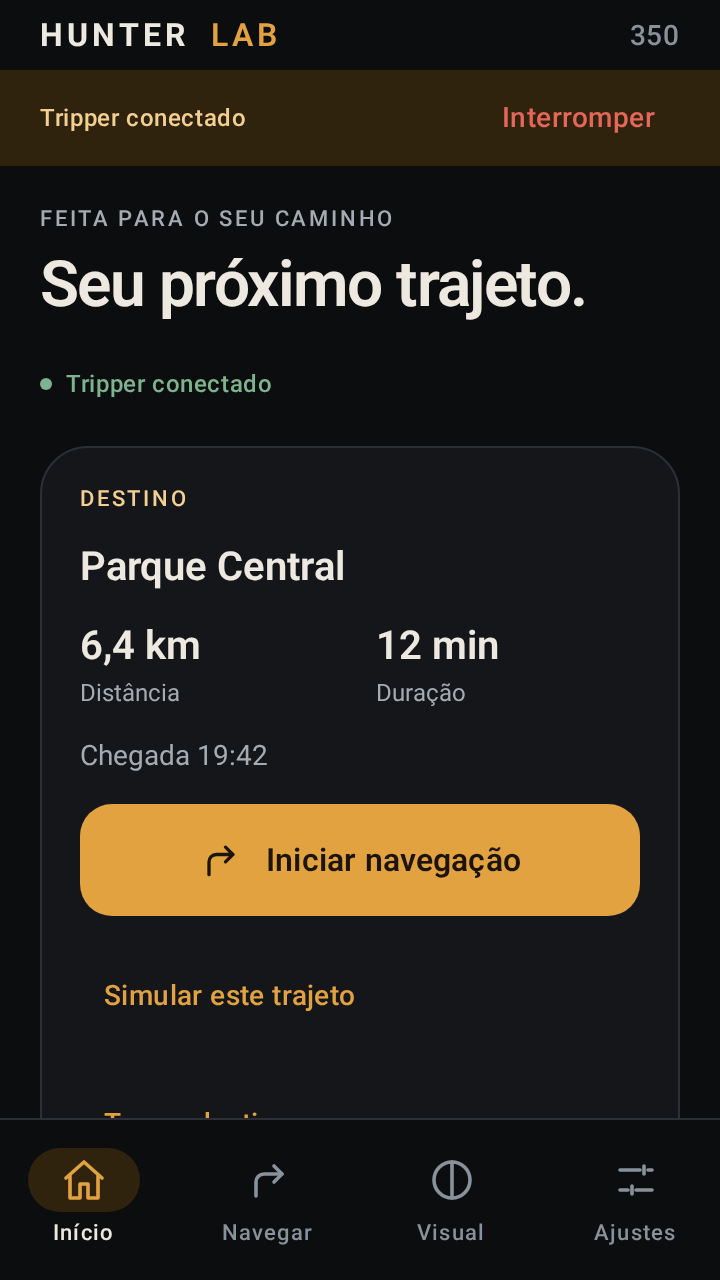 HUNTER LAB
350
Tripper conectado
Interromper
FEITA PARA O SEU CAMINHO
Seu próximo trajeto.
Tripper conectado
DESTINO
Parque Central
6,4 km
12 min
Distância
Duração
Chegada 19:42
Iniciar navegação
Simular este trajeto
Início
Navegar
Visual
Ajustes